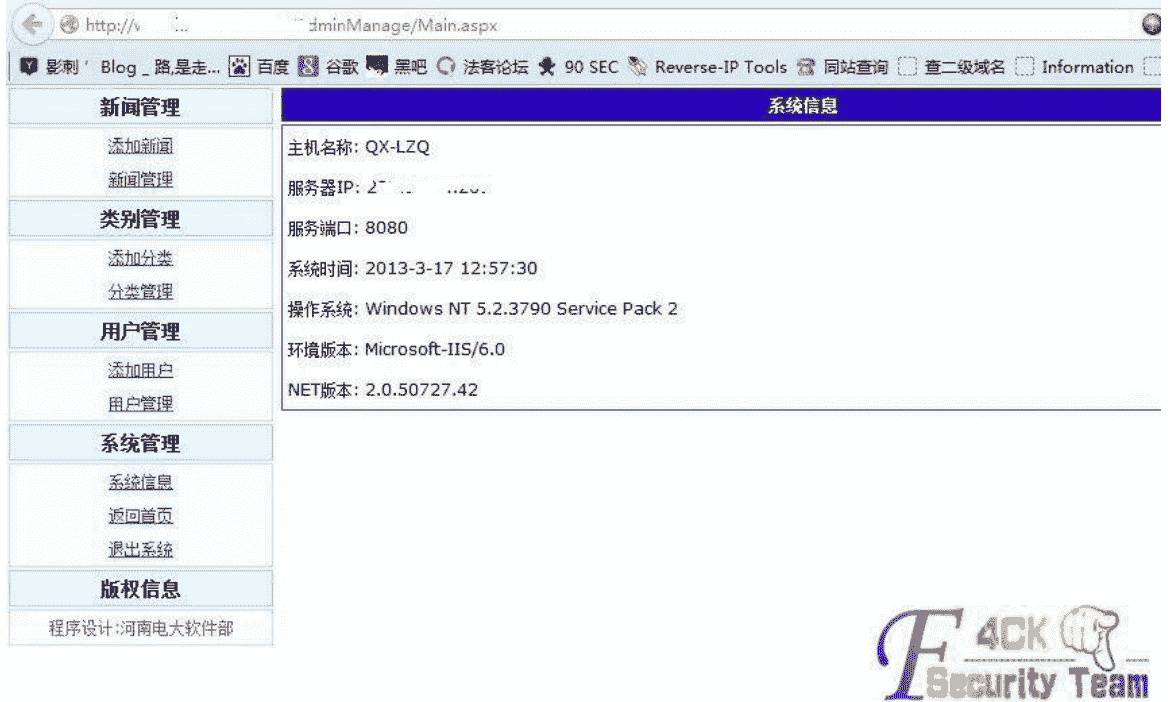 http://v ... dminManage/Main.aspx
影刺 ' Blog _ 路,是走... 百度 谷歌 黑吧 法客论坛 90 SEC Reverse-IP Tools 同站查询 查二级域名 Information
新闻管理
添加新闻
新闻管理
类别管理
添加分类
分类管理
用户管理
添加用户
用户管理
系统管理
系统信息
返回首页
退出系统
版权信息
程序设计:河南电大软件部
系统信息
主机名称: QX-LZQ
服务器IP:
服务端口: 8080
系统时间: 2013-3-17 12:57:30
操作系统: Windows NT 5.2.3790 Service Pack 2
环境版本: Microsoft-IIS/6.0
NET版本: 2.0.50727.42
F4CK
Security Team